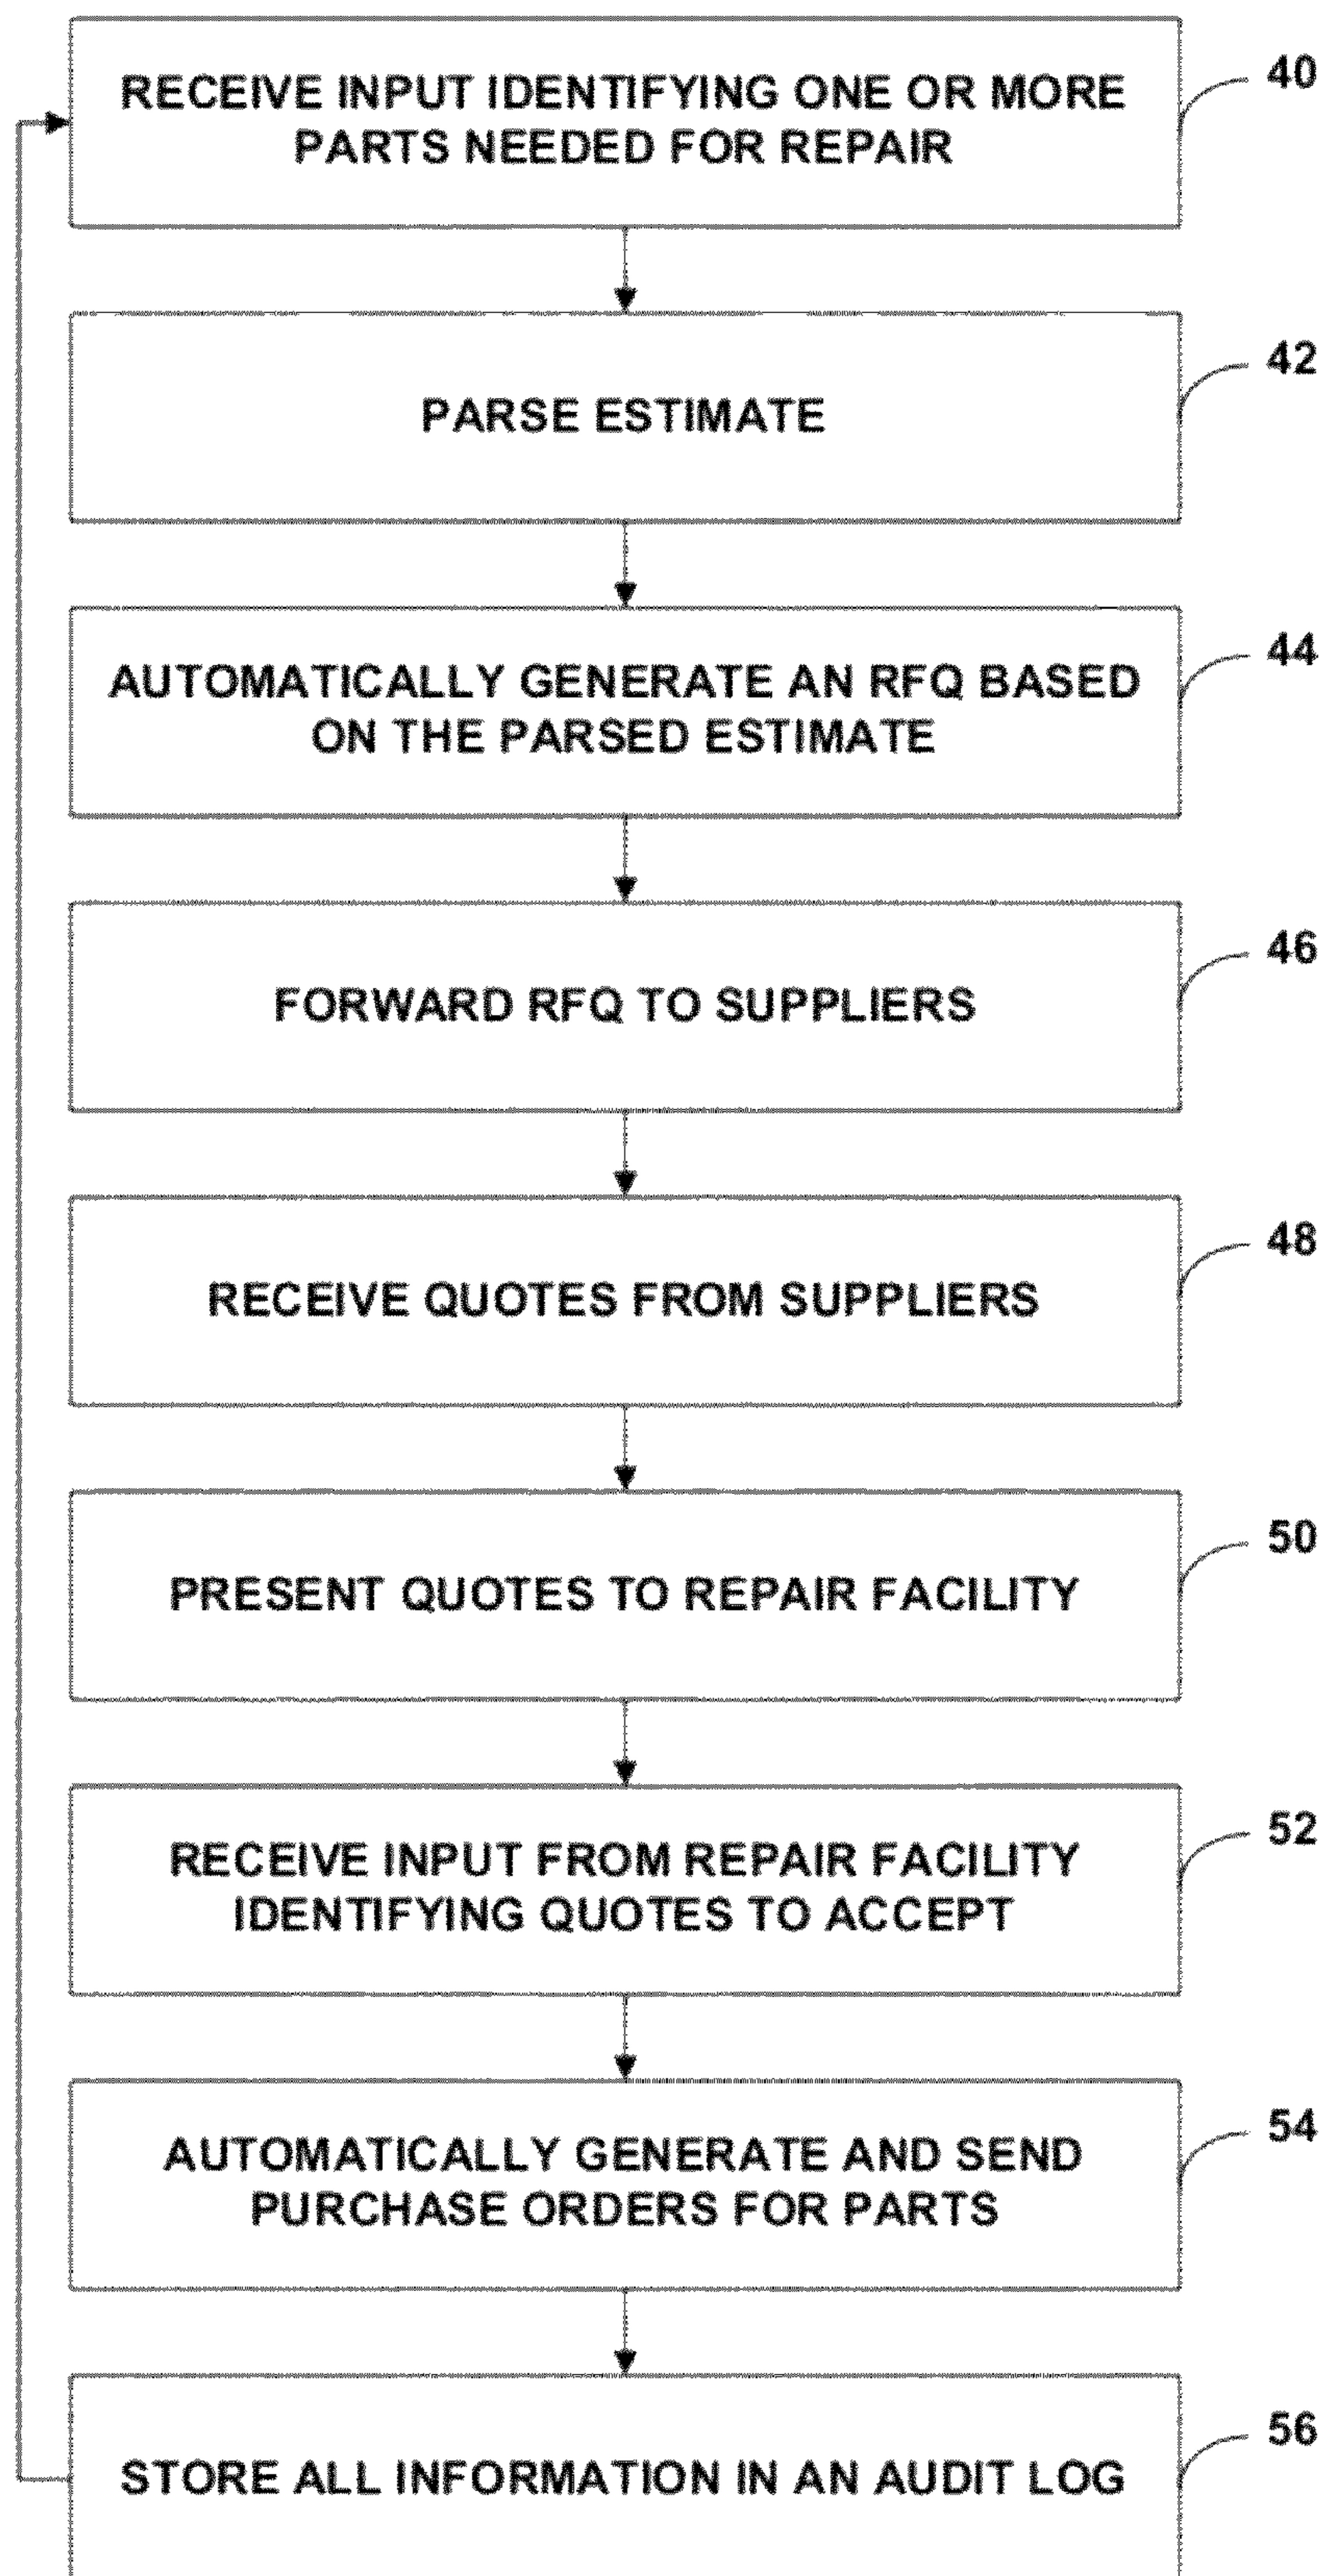 RECEIVE INPUT IDENTIFYING ONE OR MORE
PARTS NEEDED FOR REPAIR
40
PARSE ESTIMATE
42
AUTOMATICALLY GENERATE AN RFQ BASED
ON THE PARSED ESTIMATE
44
FORWARD RFQ TO SUPPLIERS
46
RECEIVE QUOTES FROM SUPPLIERS
48
PRESENT QUOTES TO REPAIR FACILITY
50
RECEIVE INPUT FROM REPAIR FACILITY
IDENTIFYING QUOTES TO ACCEPT
52
AUTOMATICALLY GENERATE AND SEND
PURCHASE ORDERS FOR PARTS
54
STORE ALL INFORMATION IN AN AUDIT LOG
56